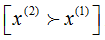 [x^{(2)} ≻ x^{(1)}]